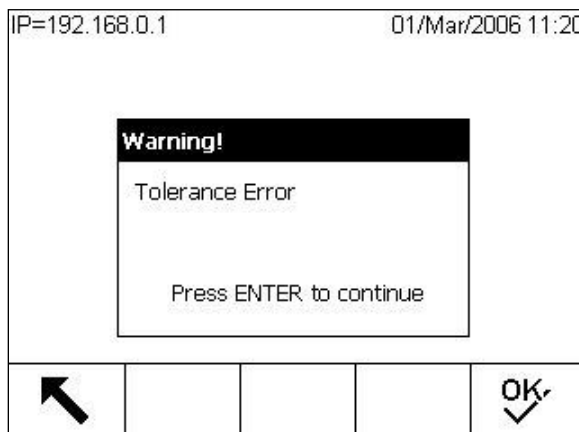 IP=192.168.0.1 01/Mar/2006 11:20
Warning!
Tolerance Error
Press ENTER to continue
OK